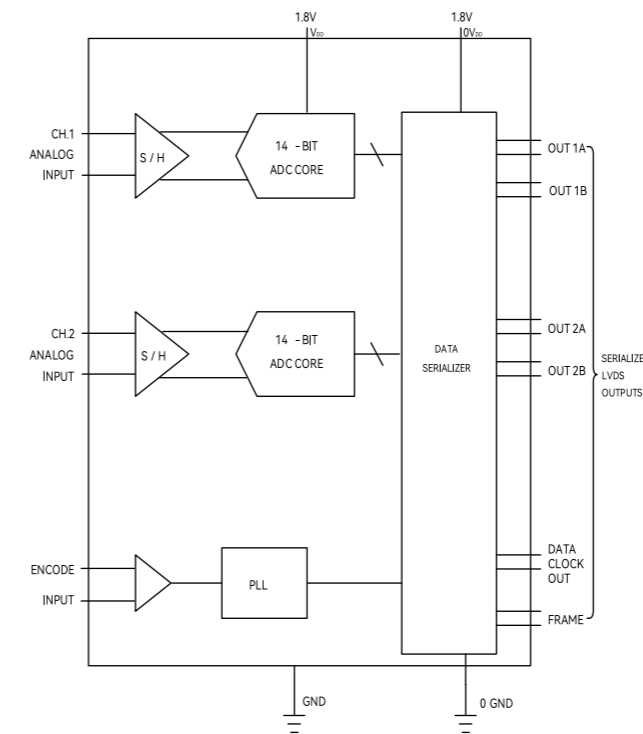 1.8V
VDD
1.8V
0VDD
CH.1
ANALOG
INPUT
S / H
14 - BIT
ADC CORE
OUT 1A
OUT 1B
CH.2
ANALOG
INPUT
S / H
14 - BIT
ADC CORE
DATA
SERIALIZER
OUT 2A
OUT 2B
SERIALIZE
LVDS
OUTPUTS
ENCODE
INPUT
PLL
DATA
CLOCK
OUT
FRAME
GND
0 GND